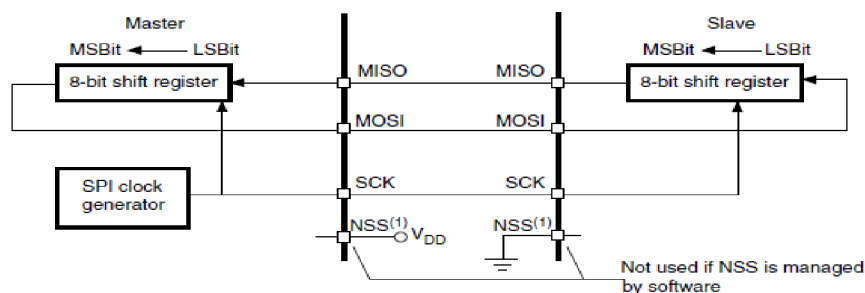 Master
Slave
MSBit LSBit
MSBit LSBit
8-bit shift register
MISO
MISO
8-bit shift register
MOSI
MOSI
SPI clock
generator
SCK
SCK
NSS(1)
VDD
NSS(1)
Not used if NSS is managed
by software